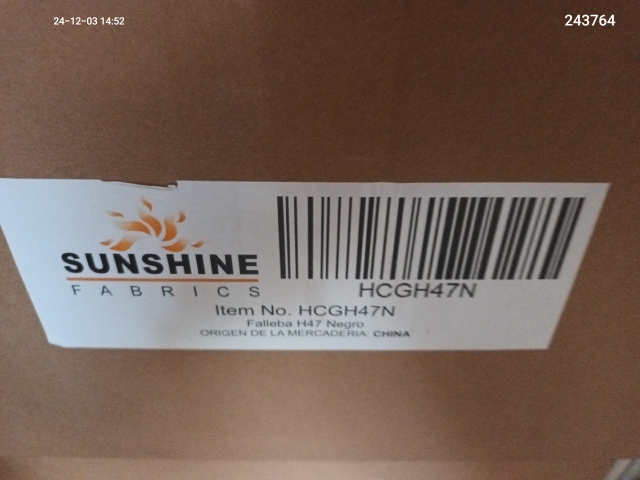 24-12-03 14:52
243764
SUNSHINE
FABRICS
HCGH47N
Item No. HCGH47N
Falleba H47 Negro
ORIGEN DE LA MERCADERIA: CHINA